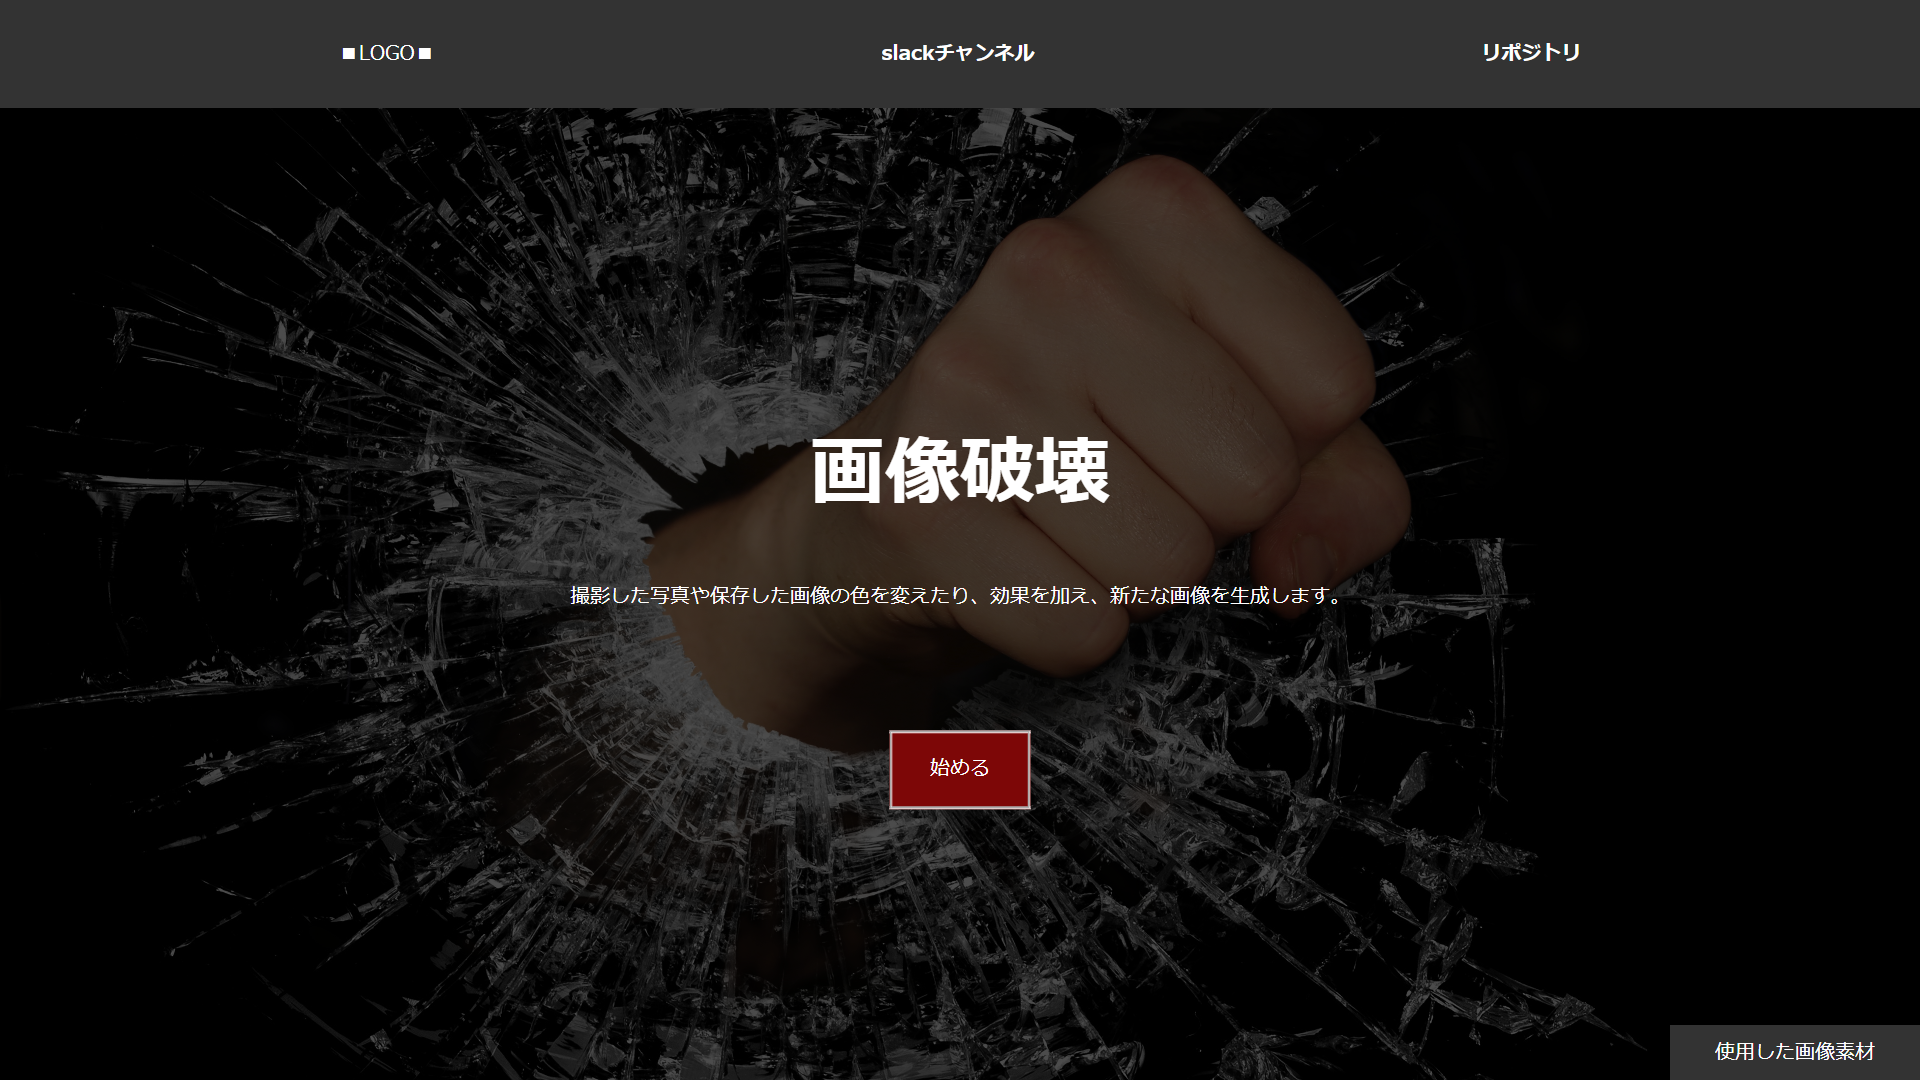 ■LOGO■
slackチャンネル
リポジトリ
画像破壊
撮影した写真や保存した画像の色を変えたり、効果を加え、新たな画像を生成します。
始める
使用した画像素材